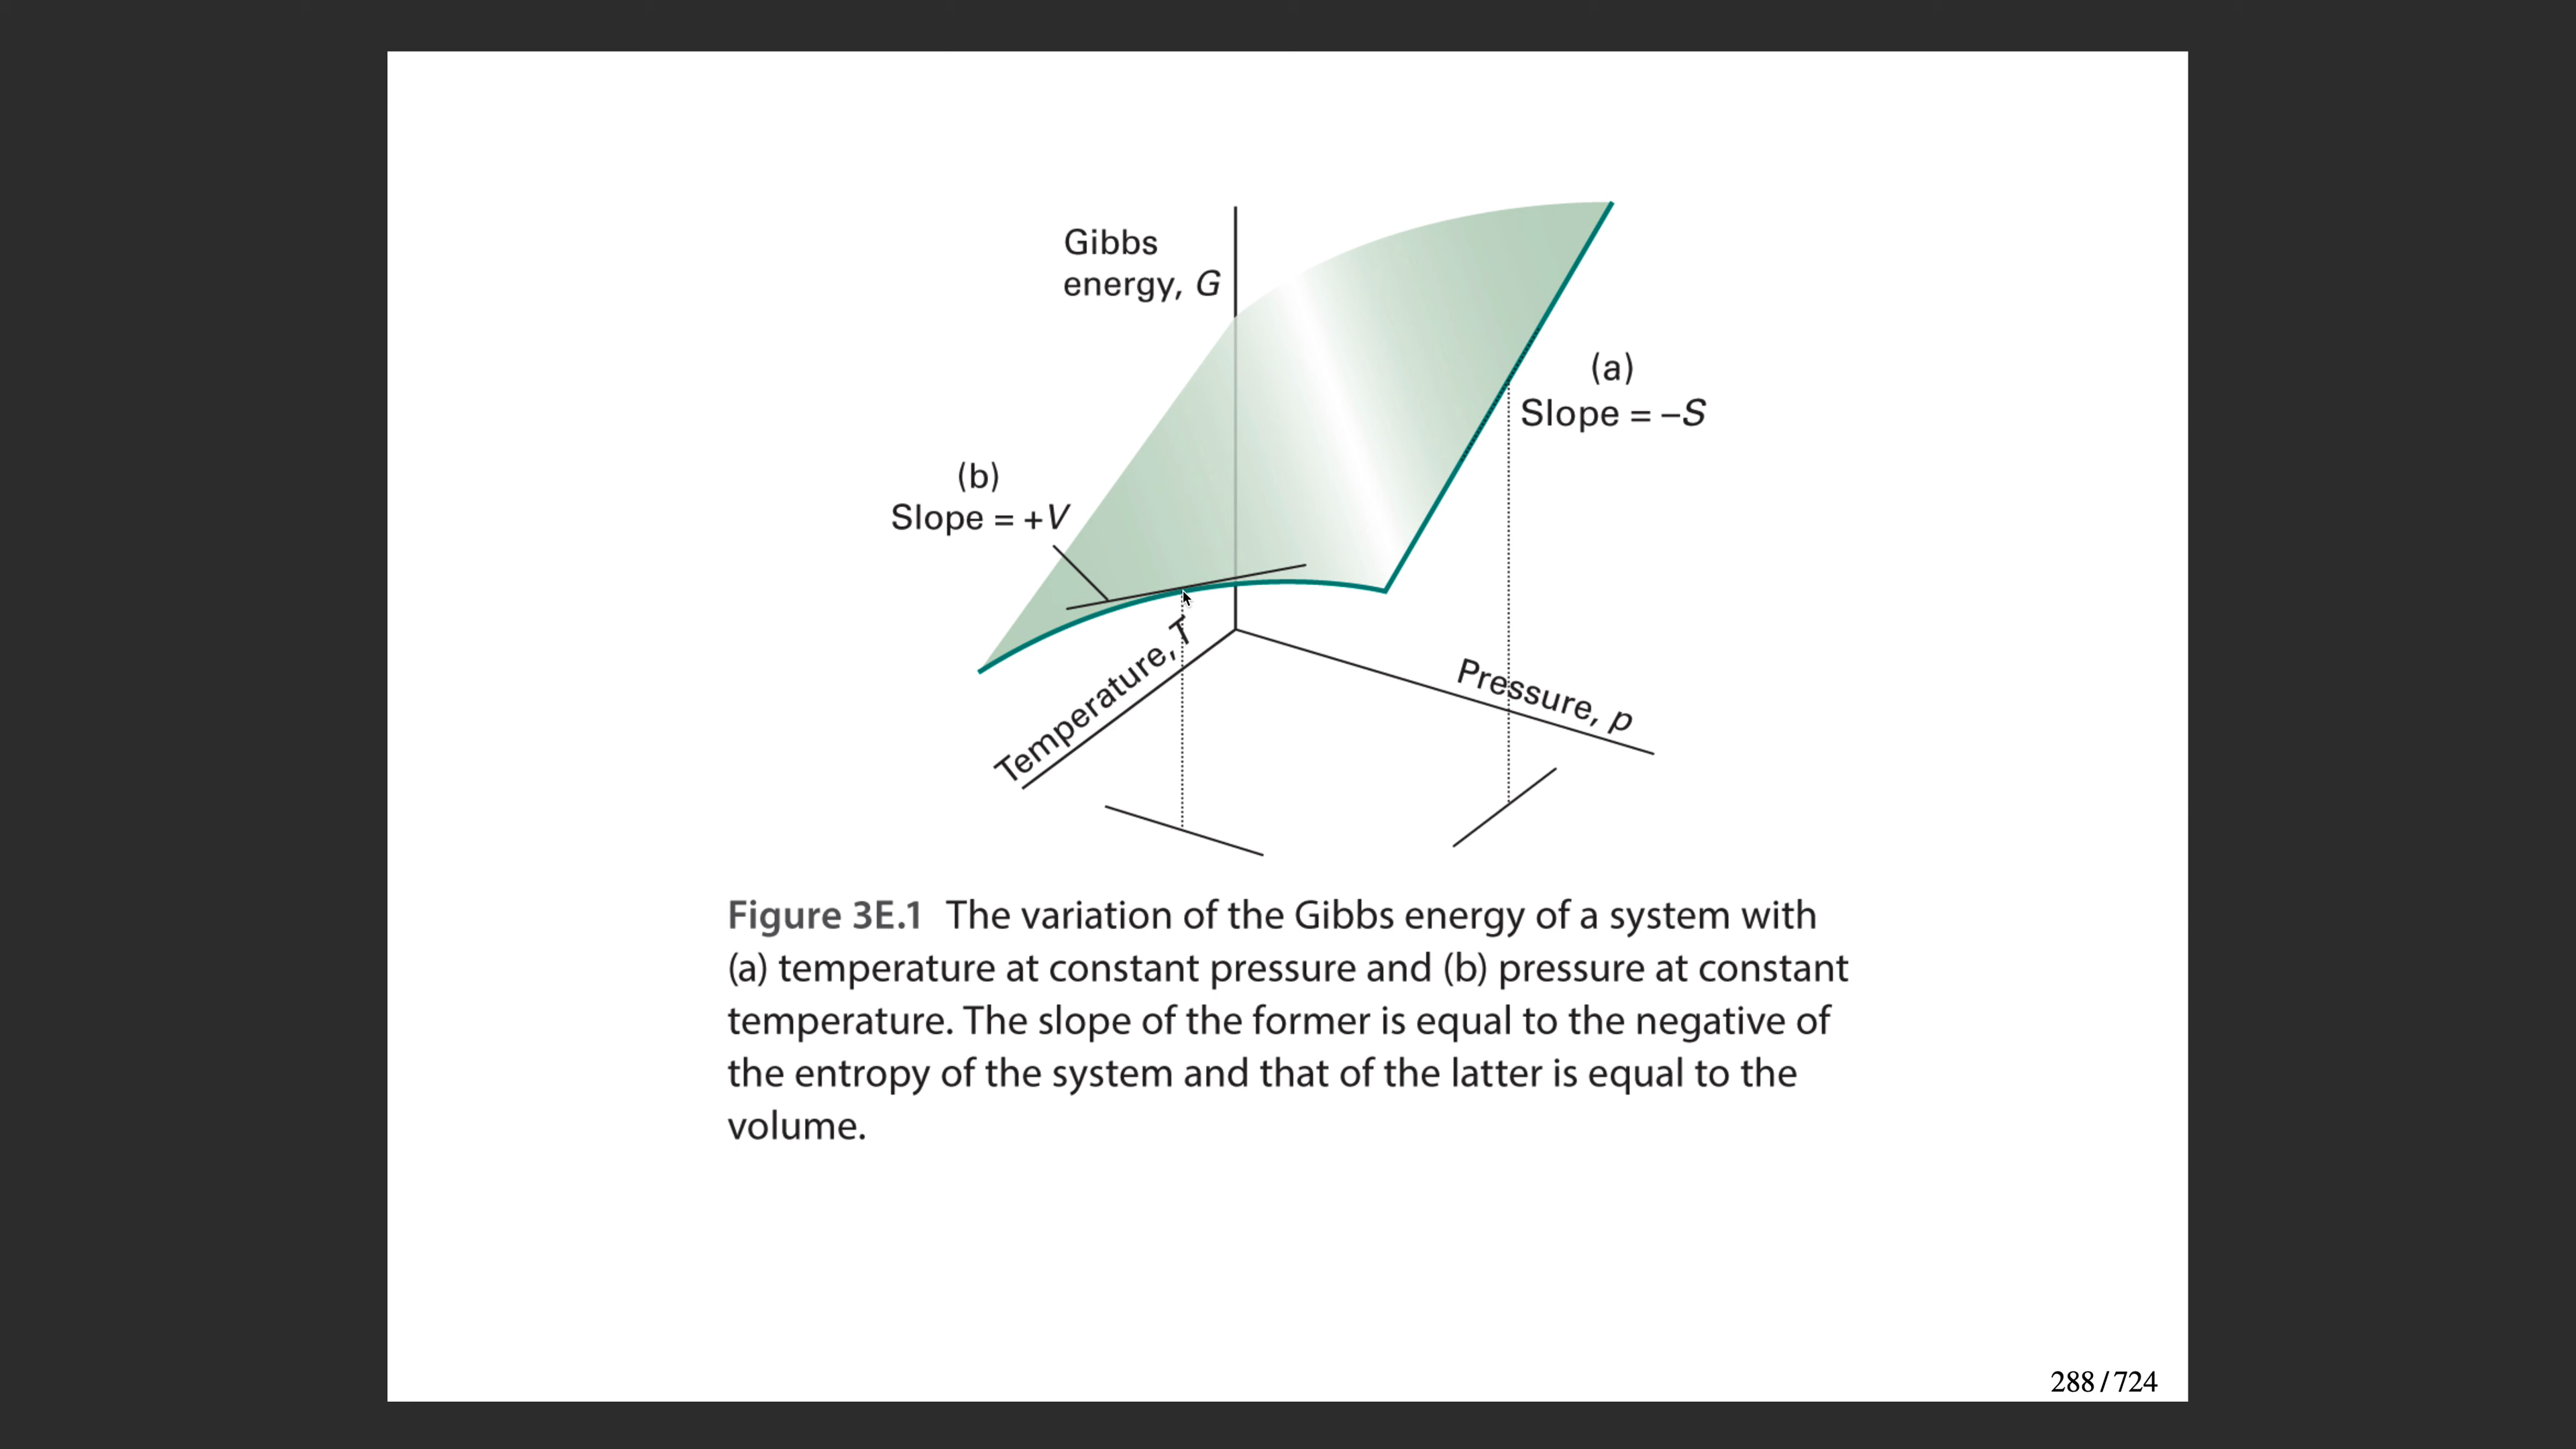 Gibbs
energy, G
(a)
Slope = –S
(b)
Slope = +V
Temperature, T
Pressure, p
Figure 3E.1 The variation of the Gibbs energy of a system with
(a) temperature at constant pressure and (b) pressure at constant
temperature. The slope of the former is equal to the negative of
the entropy of the system and that of the latter is equal to the
volume.
288 / 724